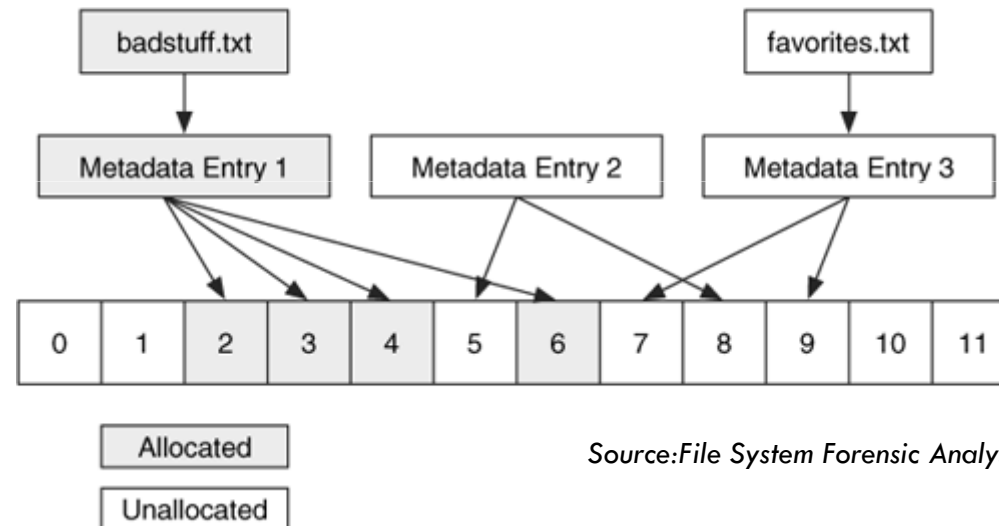 badstuff.txt
favorites.txt
Metadata Entry 1
Metadata Entry 2
Metadata Entry 3
0 1 2 3 4 5 6 7 8 9 10 11
Allocated
Source:File System Forensic Analy
Unallocated